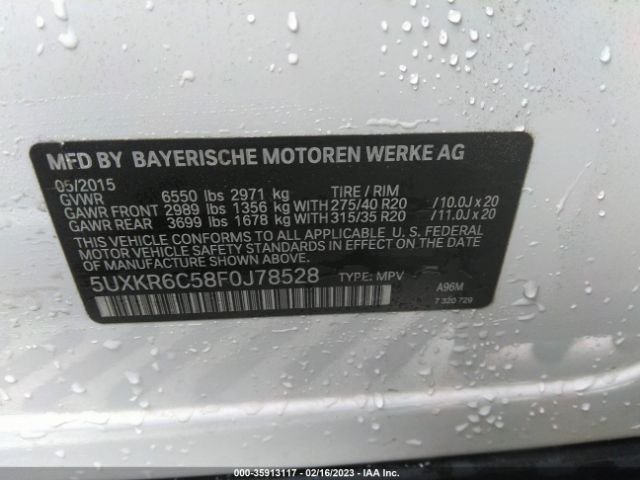 MFD BY BAYERISCHE MOTOREN WERKE AG
05/2015
GVWR 6550 lbs 2971 kg TIRE / RIM
GAWR FRONT 2989 lbs 1356 kg WITH 275/40 R20 /10.0J x 20
GAWR REAR 3699 lbs 1678 kg WITH 315/35 R20 /11.0J x 20
THIS VEHICLE CONFORMS TO ALL APPLICABLE U. S. FEDERAL
MOTOR VEHICLE SAFETY STANDARDS IN EFFECT ON THE
DATE OF MANUFACTURE SHOWN ABOVE.
5UXKR6C58F0J78528 TYPE: MPV A96M
7 320 729
000-35913117 - 02/16/2023 - IAA Inc.